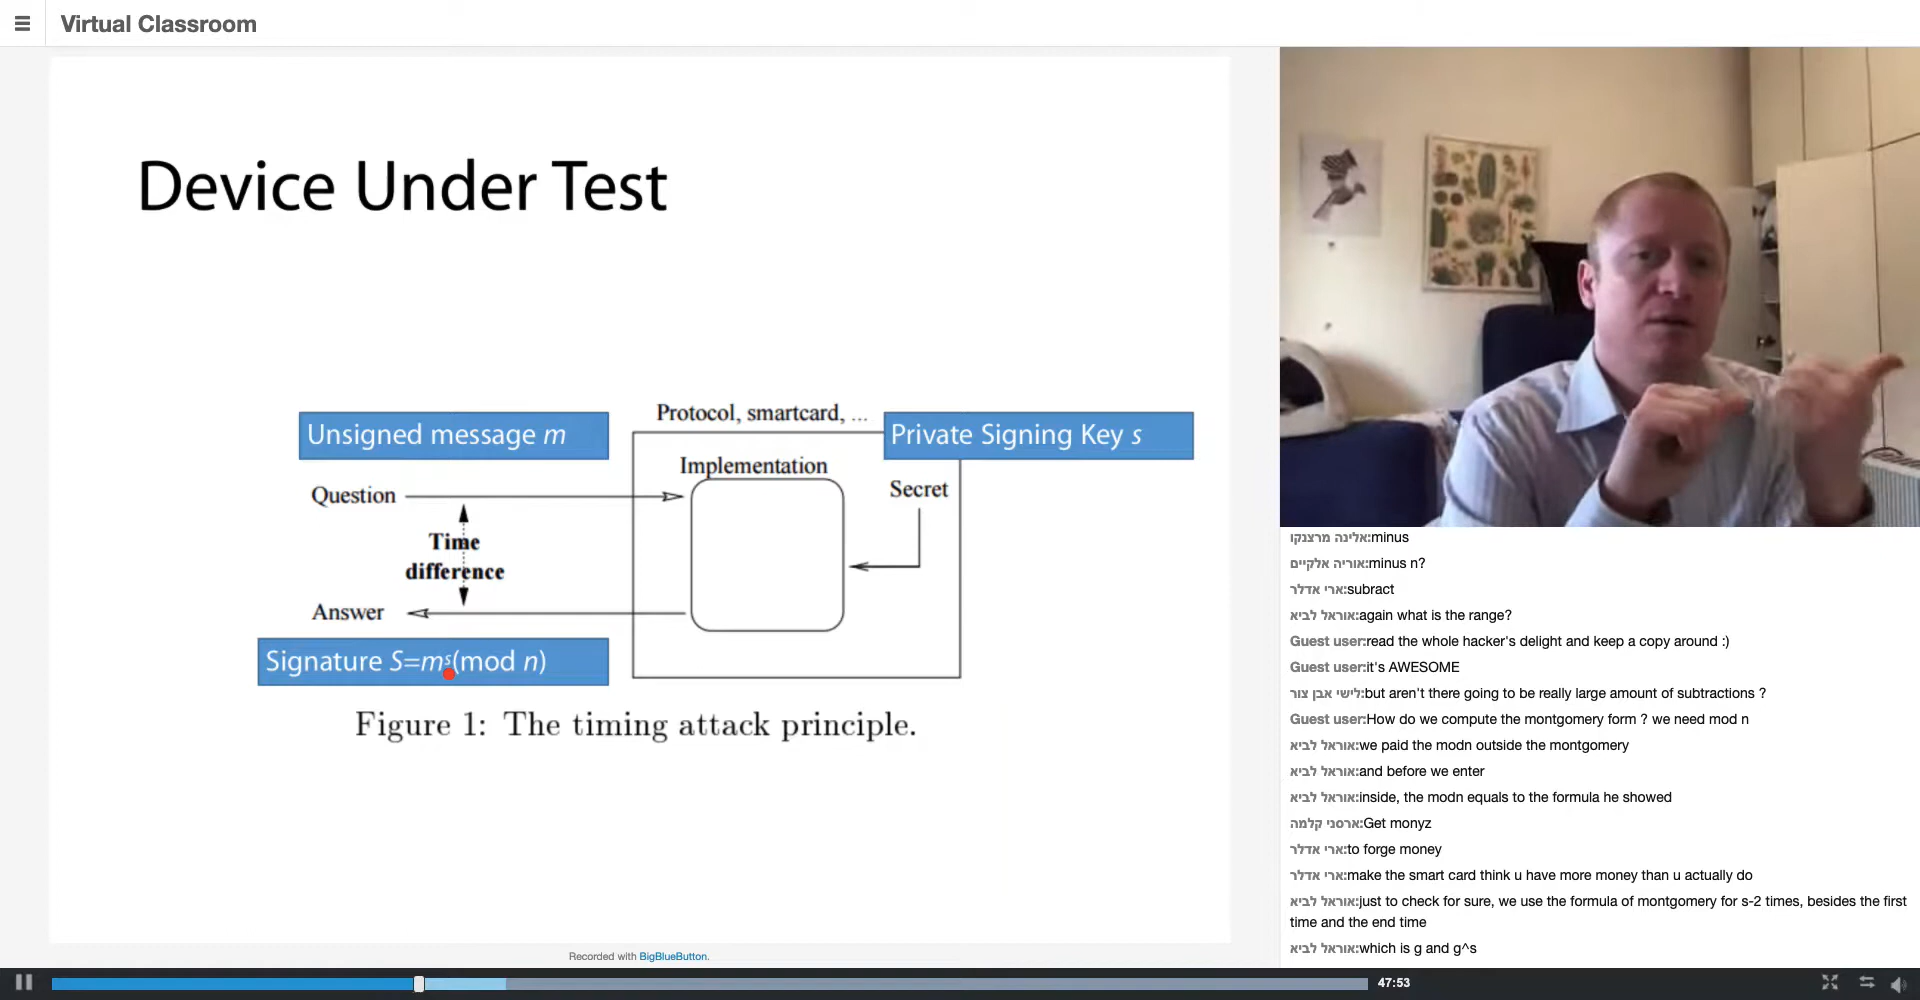 Virtual Classroom
Device Under Test
Unsigned message m
Protocol, smartcard, ...
Private Signing Key s
Implementation
Question
Secret
Time
difference
Answer
Signature S=mˢ(mod n)
Figure 1: The timing attack principle.
Recorded with BigBlueButton.
אלינה מרצנקו:minus
אוריה אלקיים:minus n?
ארי אדלר:subract
אוראל לביא:again what is the range?
Guest user:read the whole hacker's delight and keep a copy around :)
Guest user:it's AWESOME
לישי אבן צור:but aren't there going to be really large amount of subtractions ?
Guest user:How do we compute the montgomery form ? we need mod n
אוראל לביא:we paid the modn outside the montgomery
אוראל לביא:and before we enter
אוראל לביא:inside, the modn equals to the formula he showed
ארסני קלמה:Get monyz
ארי אדלר:to forge money
ארי אדלר:make the smart card think u have more money than u actually do
אוראל לביא:just to check for sure, we use the formula of montgomery for s-2 times, besides the first
time and the end time
אוראל לביא:which is g and g^s
47:53